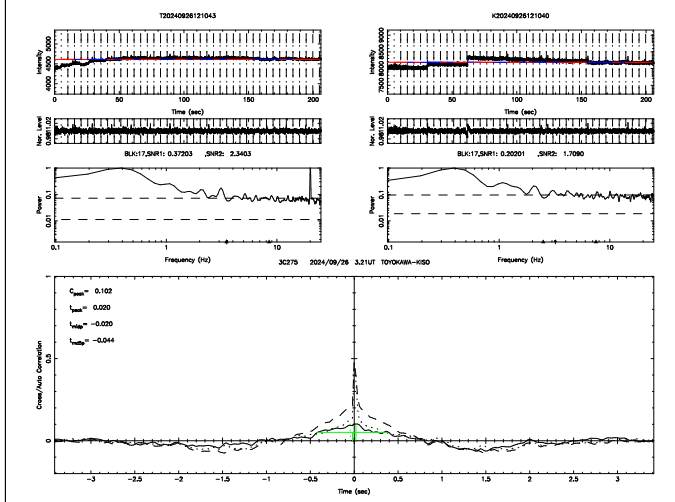 T20240926121043
K20240926121040
Intensity
4000 4500 5000
0 50 100 150 200
Time (sec)
Intensity
7500 8000 8500 9000
0 50 100 150 200
Time (sec)
Nor. Level
0.9811.02
Nor. Level
0.9811.02
BLK:17,SNR1: 0.37203 ,SNR2: 2.3403
BLK:17,SNR1: 0.20201 ,SNR2: 1.7090
Power
1
0.1
0.01
0.1 1 10
Frequency (Hz)
Power
1
0.1
0.01
0.1 1 10
Frequency (Hz)
3C275 2024/09/26 3.21UT TOYOKAWA-KISO
Cross/Auto Correlation
1
0.5
0
Cpeak= 0.102
tpeak= 0.020
tmidp= -0.020
tmd5p= -0.044
-3 -2.5 -2 -1.5 -1 -0.5 0 0.5 1 1.5 2 2.5 3
Time (sec)